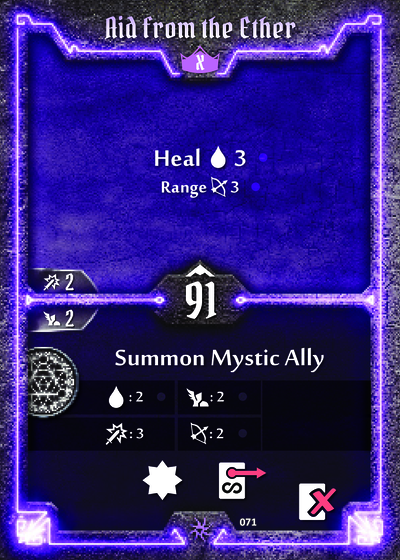 Aid from the Ether
X
Heal 3
Range 3
2
91
2
Summon Mystic Ally
: 2
: 2
: 3
: 2
071